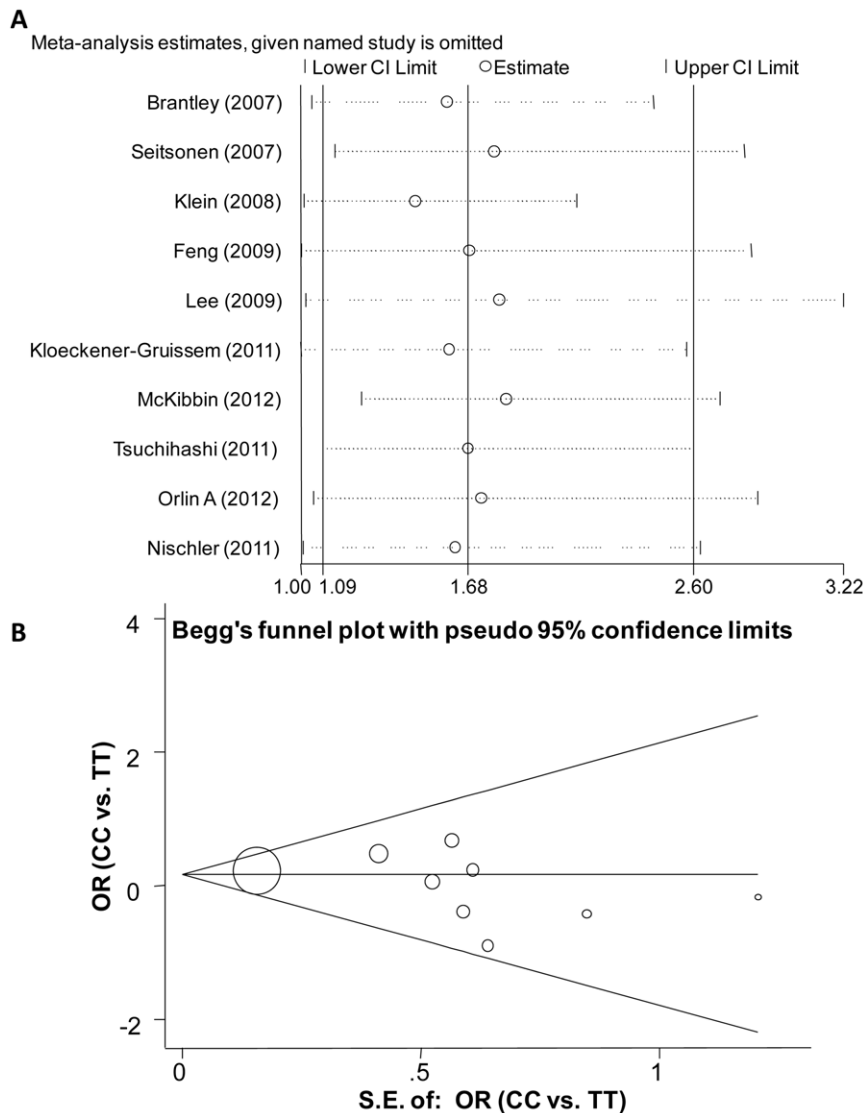 A
Meta-analysis estimates, given named study is omitted
Lower CI Limit Estimate Upper CI Limit
Brantley (2007)
Seitsonen (2007)
Klein (2008)
Feng (2009)
Lee (2009)
Kloeckener-Gruissem (2011)
McKibbin (2012)
Tsuchihashi (2011)
Orlin A (2012)
Nischler (2011)
1.00 1.09 1.68 2.60 3.22
B
Begg's funnel plot with pseudo 95% confidence limits
OR (CC vs. TT)
4
2
0
-2
0 .5 1
S.E. of: OR (CC vs. TT)